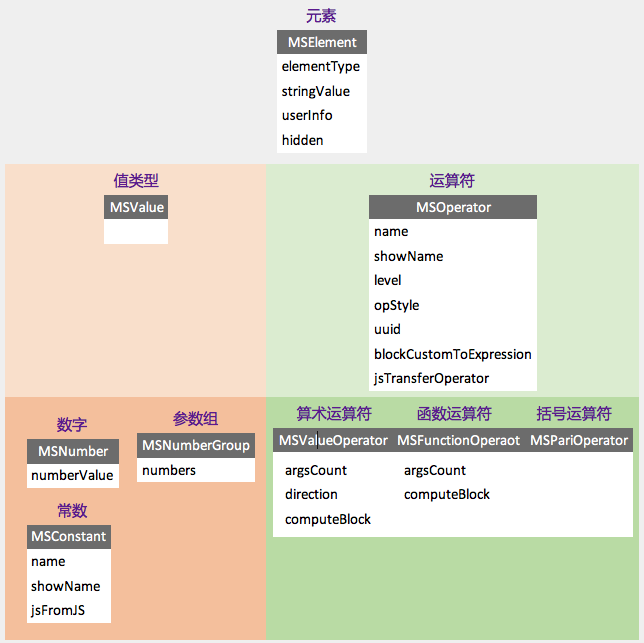 元素
MSElement
elementType
stringValue
userInfo
hidden
值类型
MSValue
运算符
MSOperator
name
showName
level
opStyle
uuid
blockCustomToExpression
jsTransferOperator
数字
MSNumber
numberValue
参数组
MSNumberGroup
numbers
常数
MSConstant
name
showName
jsFromJS
算术运算符
MSValueOperator
argsCount
direction
computeBlock
函数运算符
MSFunctionOperaot
argsCount
computeBlock
括号运算符
MSPariOperator